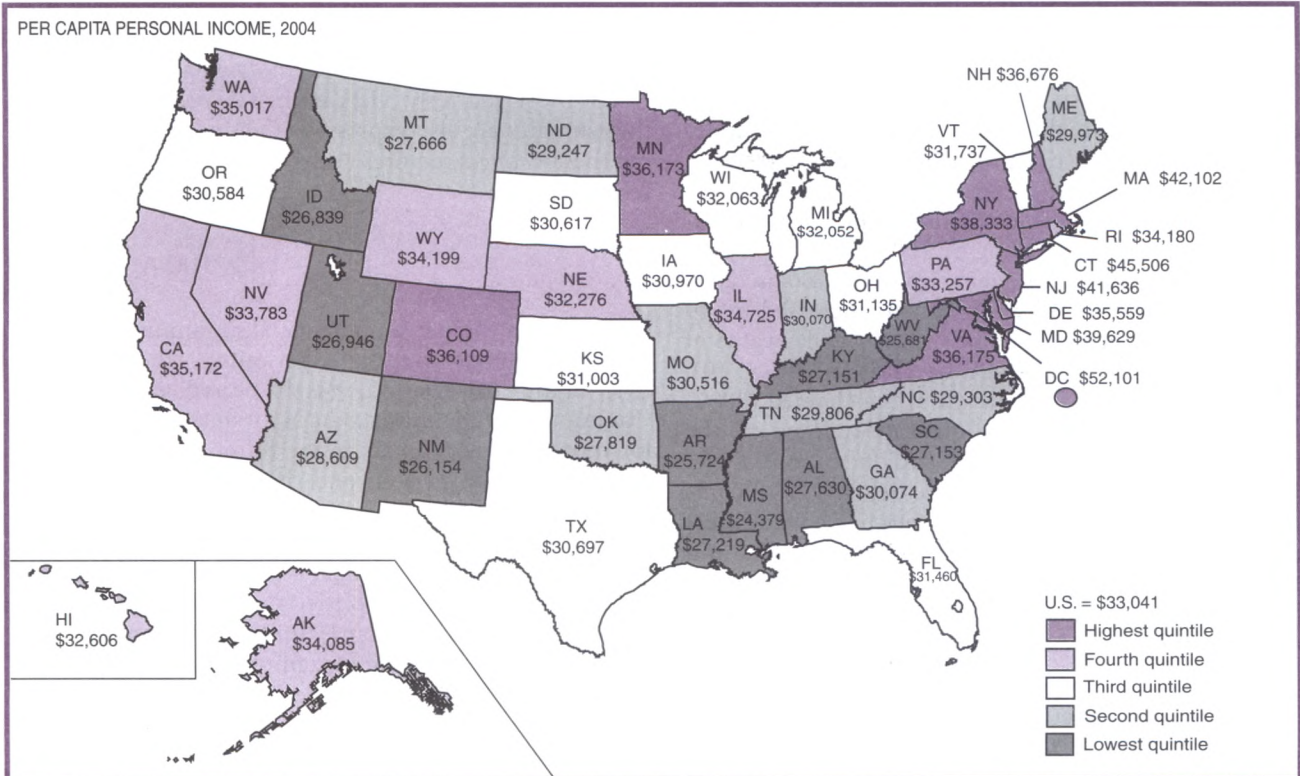 PER CAPITA PERSONAL INCOME, 2004
WA
$35,017
OR
$30,584
CA
$35,172
NV
$33,783
ID
$26,839
MT
$27,666
WY
$34,199
UT
$26,946
AZ
$28,609
CO
$36,109
NM
$26,154
ND
$29,247
SD
$30,617
NE
$32,276
KS
$31,003
OK
$27,819
TX
$30,697
MN
$36,173
IA
$30,970
MO
$30,516
AR
$25,724
LA
$27,219
WI
$32,063
IL
$34,725
MI
$32,052
IN
$30,070
OH
$31,135
KY
$27,151
TN $29,806
MS
$24,379
AL
$27,630
GA
$30,074
FL
$31,460
SC
$27,153
NC $29,303
VA
$36,175
WV
$25,681
PA
$33,257
NY
$38,333
VT
$31,737
NH $36,676
ME
$29,973
MA $42,102
RI $34,180
CT $45,506
NJ $41,636
DE $35,559
MD $39,629
DC $52,101
HI
$32,606
AK
$34,085
U.S. = $33,041
Highest quintile
Fourth quintile
Third quintile
Second quintile
Lowest quintile